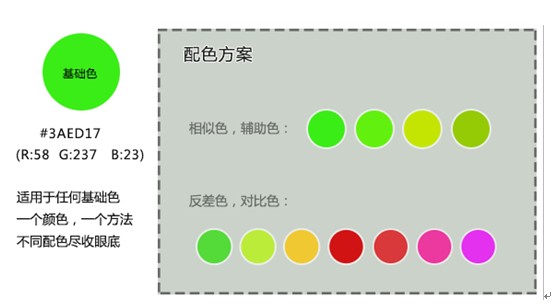 基础色
#3AED17
(R:58 G:237 B:23)
适用于任何基础色
一个颜色，一个方法
不同配色尽收眼底
配色方案
相似色，辅助色：
反差色，对比色：